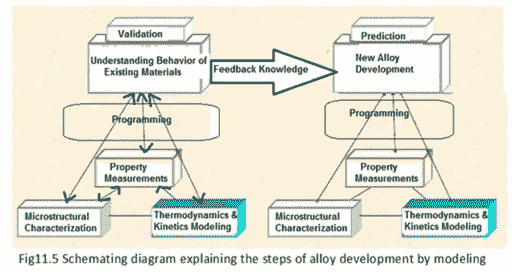 Validation
Understanding Behavior of
Existing Materials
Feedback Knowledge
Prediction
New Alloy
Development
Programming
Programming
Property
Measurements
Property
Measurements
Microstructural
Characterization
Thermodynamics &
Kinetics Modeling
Microstructural
Characterization
Thermodynamics &
Kinetics Modeling
Fig11.5 Schemating diagram explaining the steps of alloy development by modeling